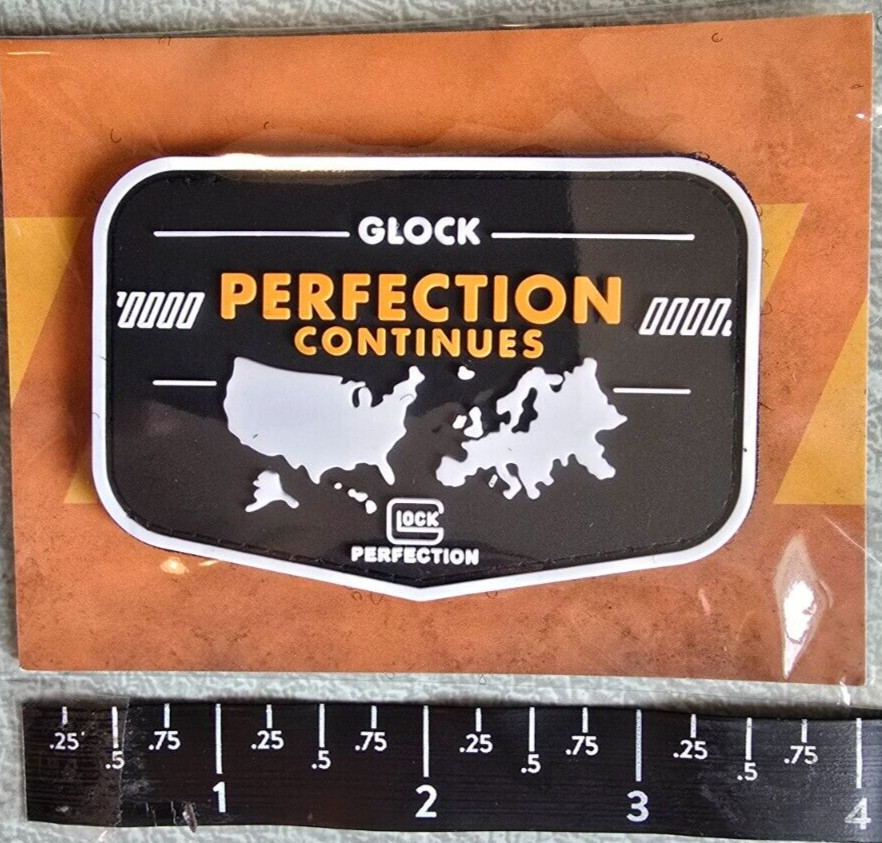 GLOCK
PERFECTION
CONTINUES
GLOCK
PERFECTION
.25 .5 .75 1 .25 .5 .75 2 .25 .5 .75 3 .25 .5 .75 4